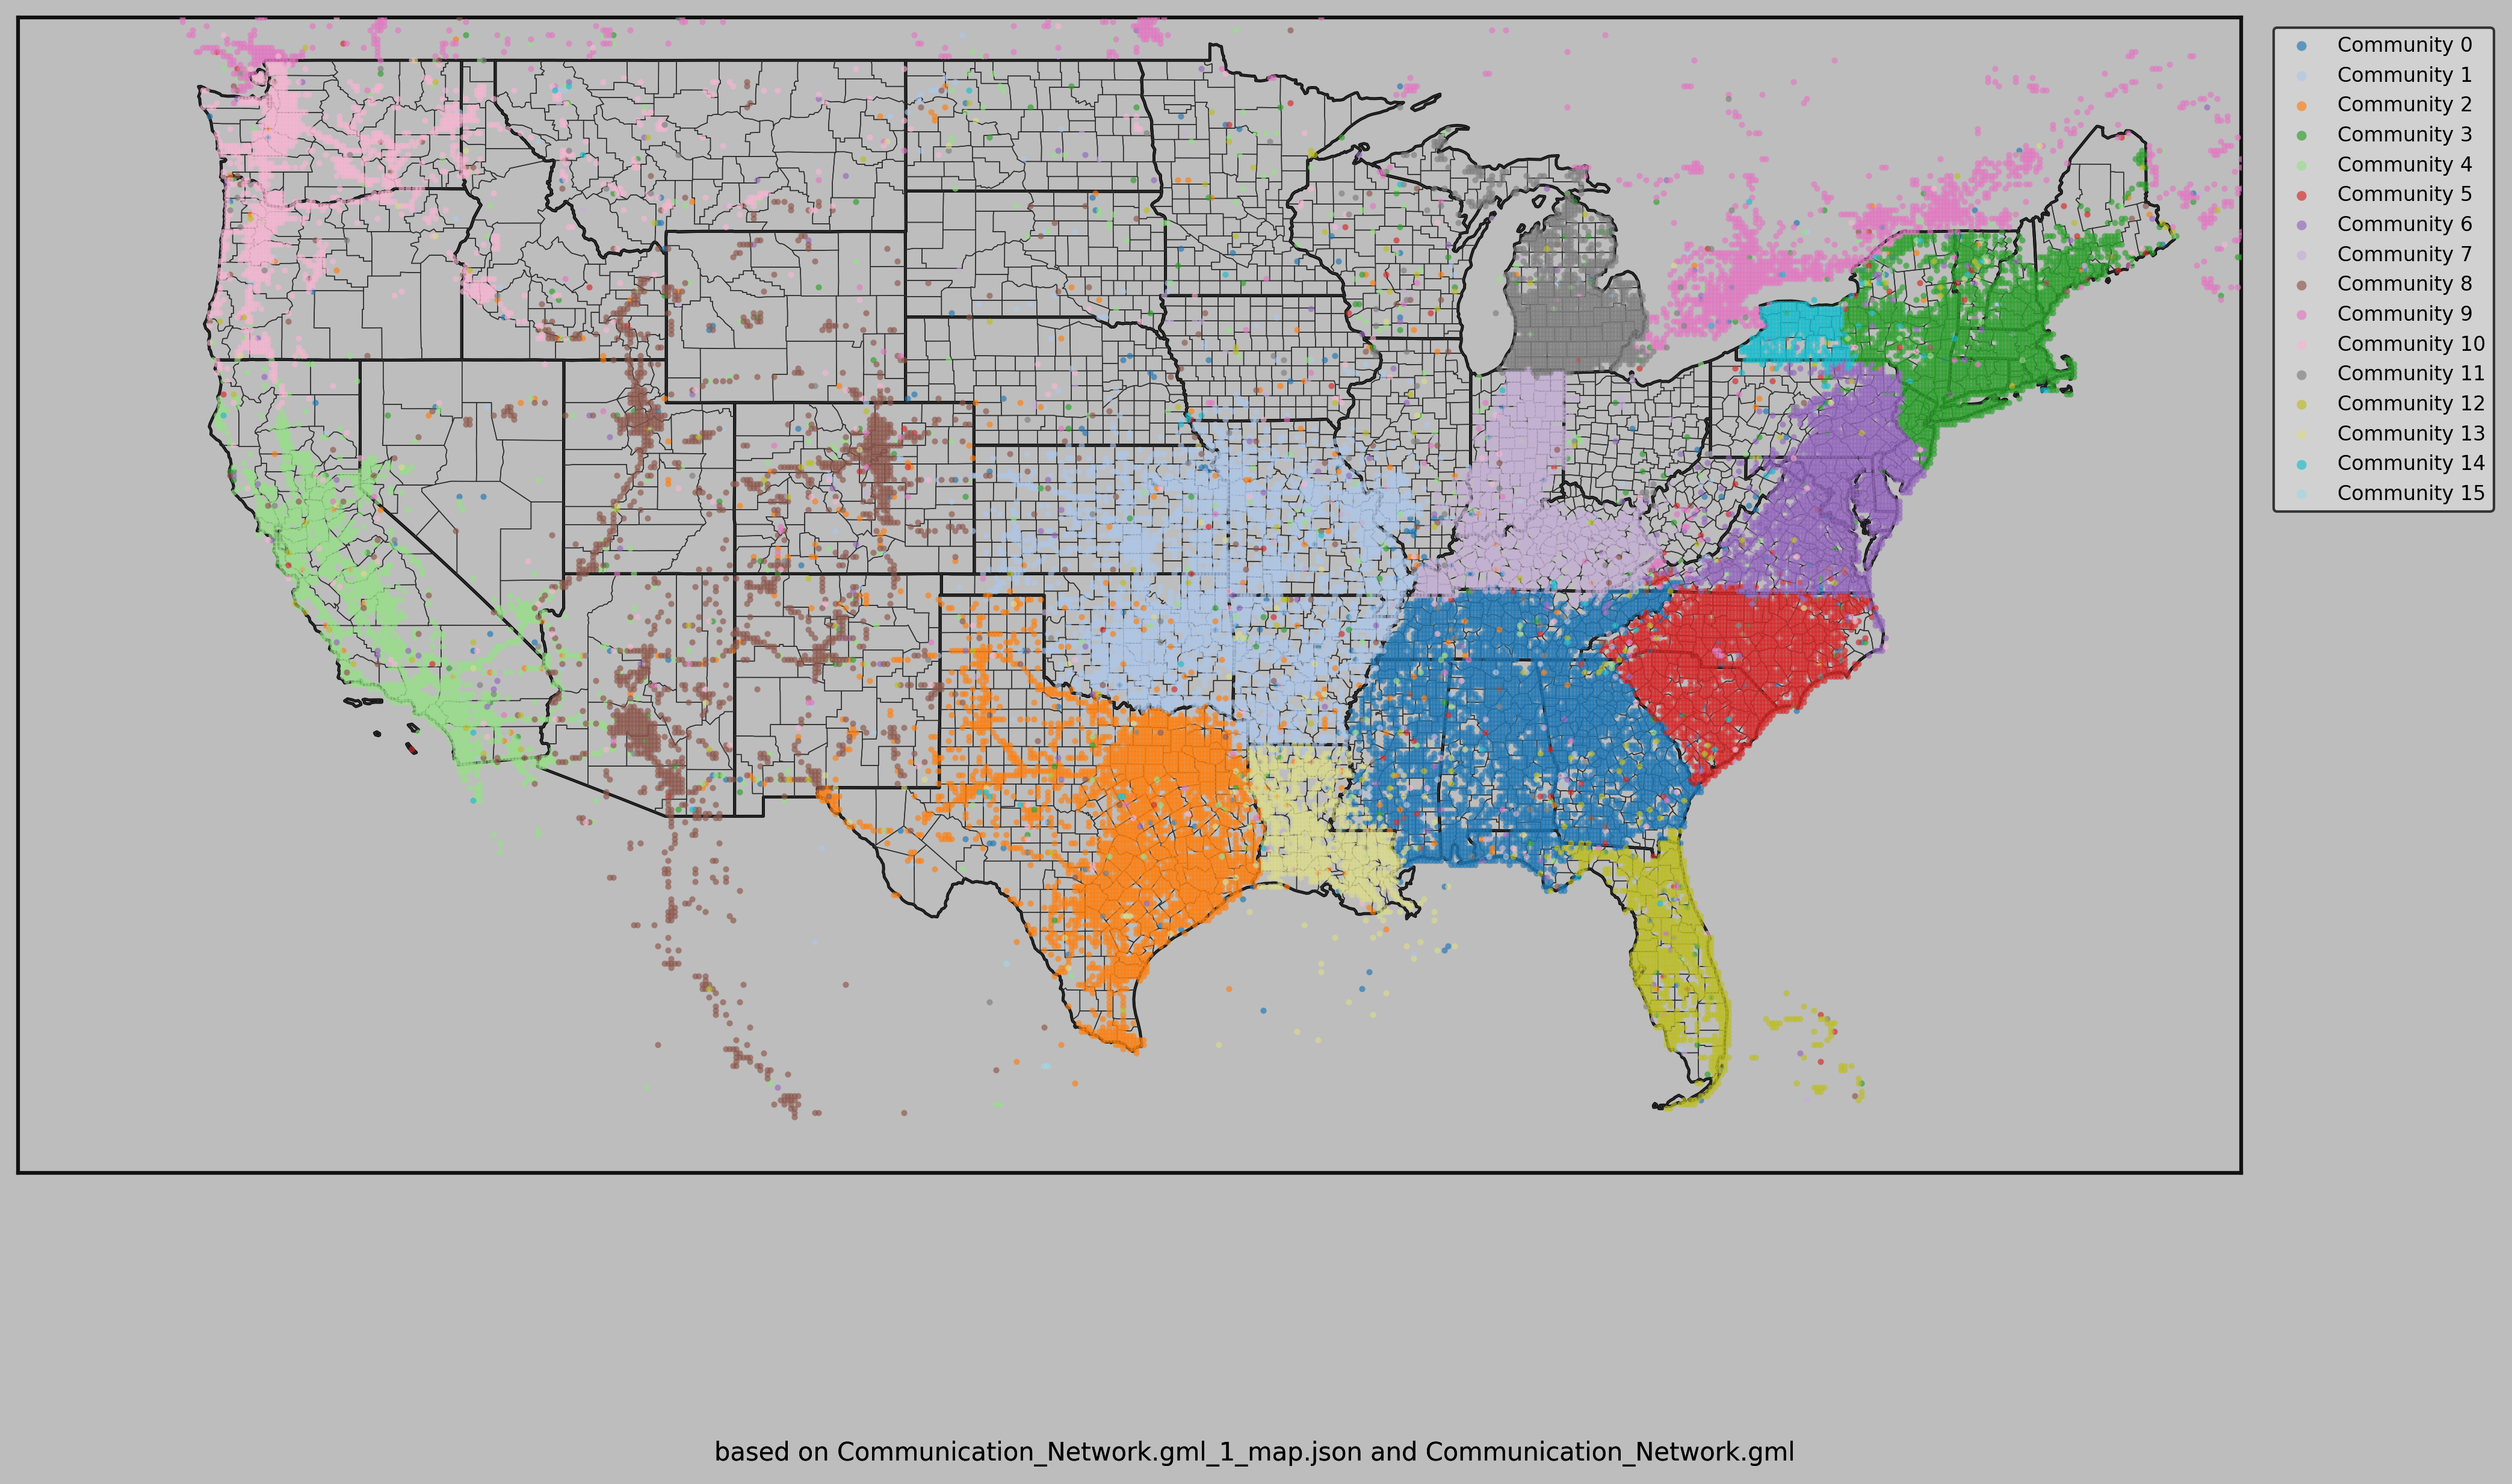 Community 0
Community 1
Community 2
Community 3
Community 4
Community 5
Community 6
Community 7
Community 8
Community 9
Community 10
Community 11
Community 12
Community 13
Community 14
Community 15
based on Communication_Network.gml_1_map.json and Communication_Network.gml